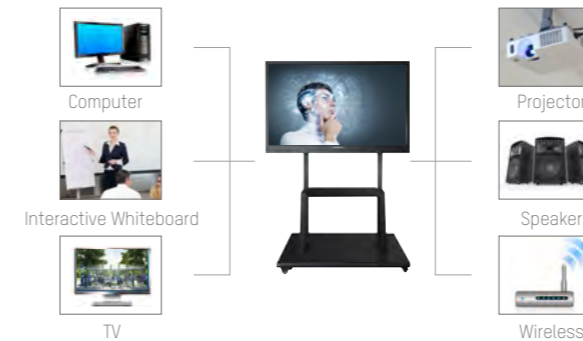 Computer
Projector
Interactive Whiteboard
Speaker
TV
Wireless